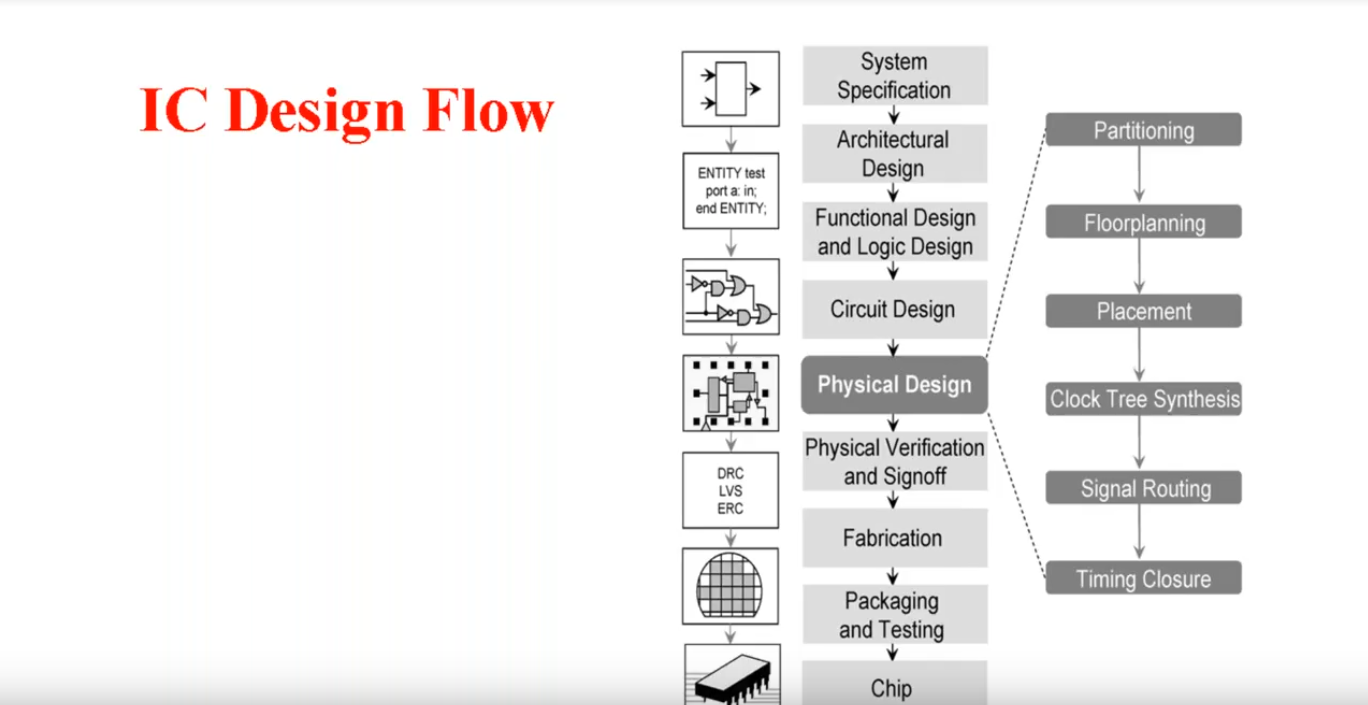 IC Design Flow
ENTITY test
port a: in;
end ENTITY;
DRC
LVS
ERC
System
Specification
Architectural
Design
Functional Design
and Logic Design
Circuit Design
Physical Design
Physical Verification
and Signoff
Fabrication
Packaging
and Testing
Chip
Partitioning
Floorplanning
Placement
Clock Tree Synthesis
Signal Routing
Timing Closure